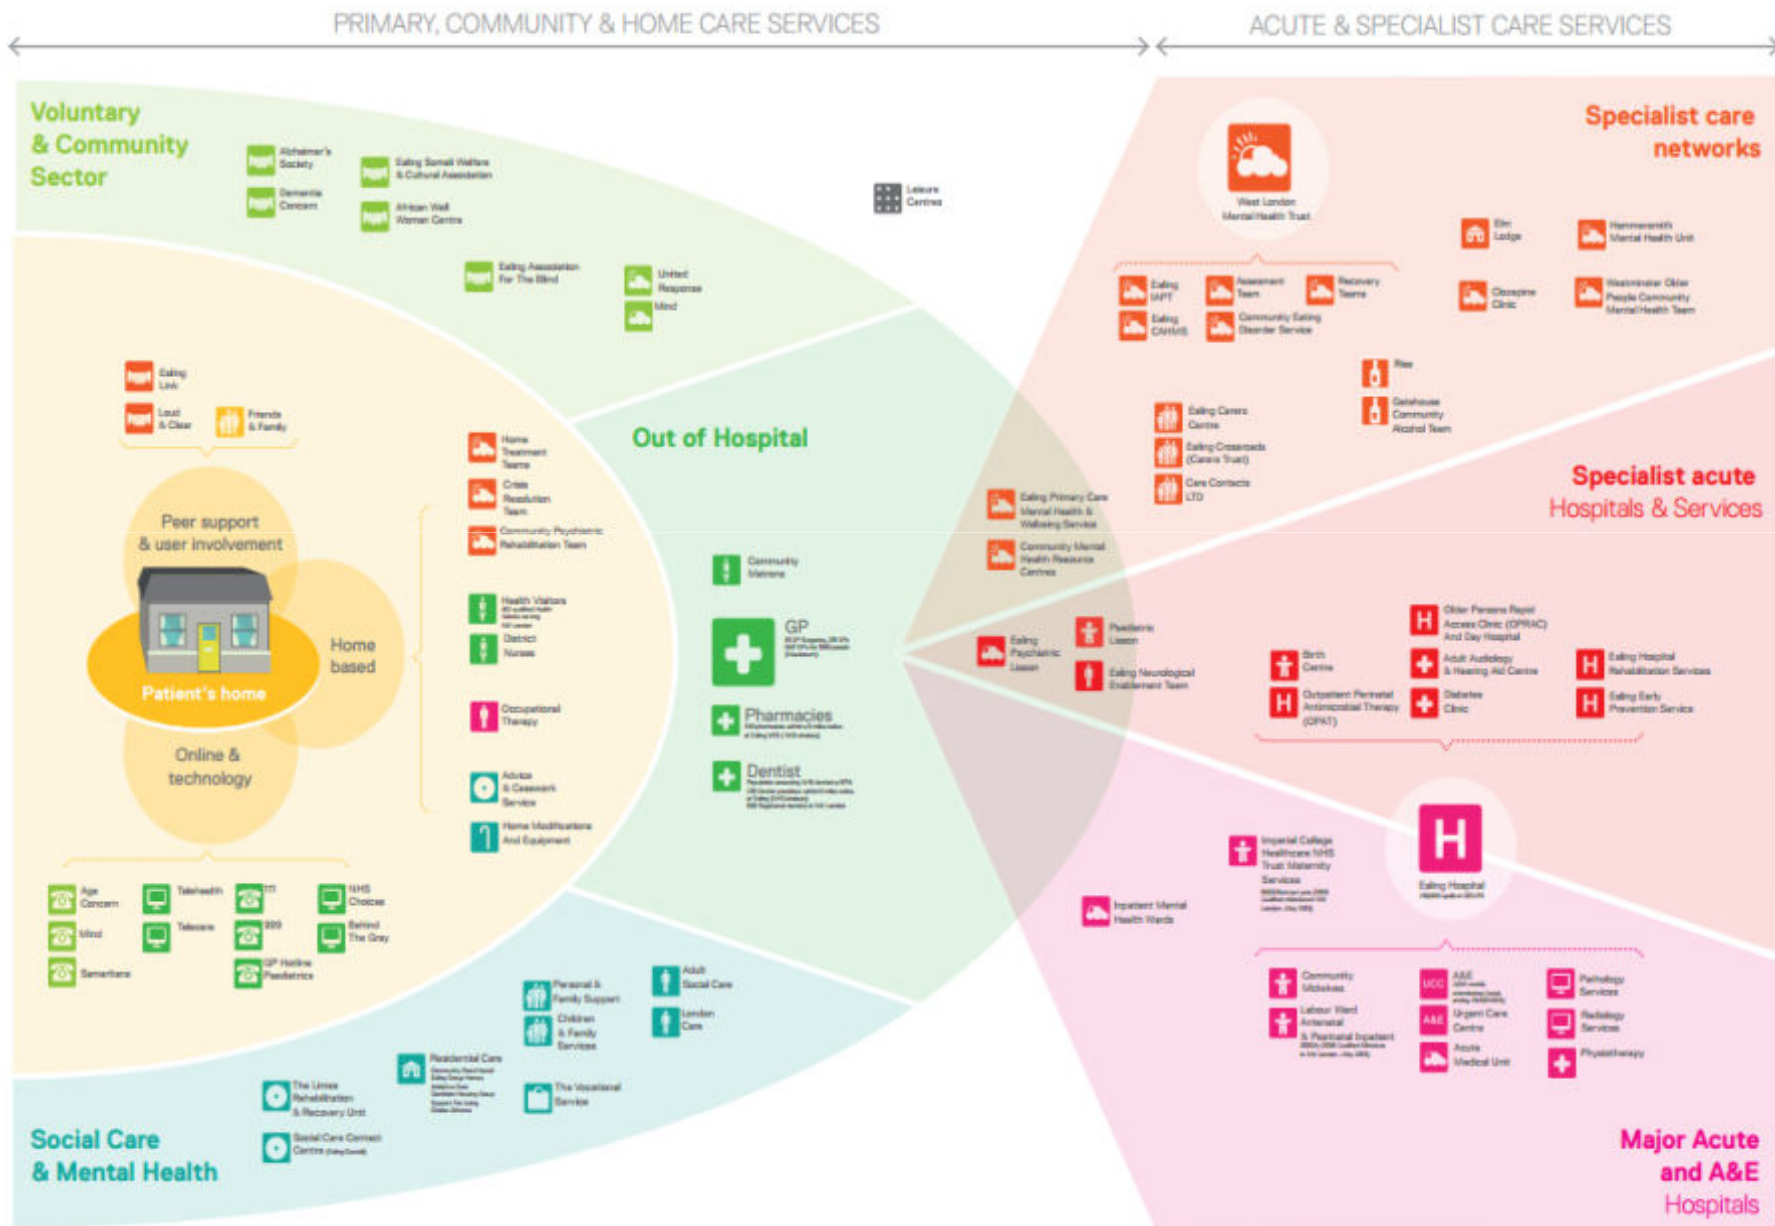 PRIMARY, COMMUNITY & HOME CARE SERVICES
ACUTE & SPECIALIST CARE SERVICES
Voluntary
& Community
Sector
Alzheimer's
Society
Dementia
Concern
Ealing Somali Welfare
& Cultural Association
African Well
Woman Centre
Ealing Association
For The Blind
United
Response
Mind
Leisure
Centres
Ealing
Link
Loud
& Clear
Friends
& Family
Peer support
& user involvement
Home
based
Patient's home
Online &
technology
Home
Treatment
Teams
Crisis
Resolution
Team
Community Psychiatric
Rehabilitation Team
Health Visitors
District
Nurses
Occupational
Therapy
Advice
& Casework
Service
Home Modifications
And Equipment
Age
Concern
Mind
Samaritans
Telehealth
Telecare
111
999
GP Hotline
Paediatrics
NHS
Choices
Behind
The Gray
Out of Hospital
Community
Matrons
GP
Pharmacies
Dentist
Social Care
& Mental Health
Personal &
Family Support
Children
& Family
Services
Adult
Social Care
London
Care
Residential Care
The Vocational
Service
The Limes
Rehabilitation
& Recovery Unit
Social Care Contact
Centre (Ealing Council)
Specialist care
networks
West London
Mental Health Trust
Ealing
IAPT
Ealing
CAHMS
Assessment
Team
Community Eating
Disorder Service
Recovery
Teams
Elm
Lodge
Hammersmith
Mental Health Unit
Clozapine
Clinic
Westminster Older
People Community
Mental Health Team
Rise
Gatehouse
Community
Alcohol Team
Ealing Carers
Centre
Ealing Crossroads
(Carers Trust)
Care Contacts
LTD
Ealing Primary Care
Mental Health &
Wellbeing Service
Community Mental
Health Resource
Centres
Specialist acute
Hospitals & Services
Ealing
Psychiatric
Liaison
Paediatric
Liaison
Ealing Neurological
Enablement Team
Birth
Centre
Outpatient Perinatal
Antimicrobial Therapy
(OPAT)
Older Persons Rapid
Access Clinic (OPRAC)
And Day Hospital
Adult Audiology
& Hearing Aid Centre
Diabetes
Clinic
Ealing Hospital
Rehabilitation Services
Ealing Early
Prevention Service
H
Ealing Hospital
Imperial College
Healthcare NHS
Trust Maternity
Services
Inpatient Mental
Health Wards
Community
Midwives
Labour Ward
Antenatal
& Postnatal Inpatient
UCC
A&E
A&E
Urgent Care
Centre
Acute
Medical Unit
Pathology
Services
Radiology
Services
Physiotherapy
Major Acute
and A&E
Hospitals